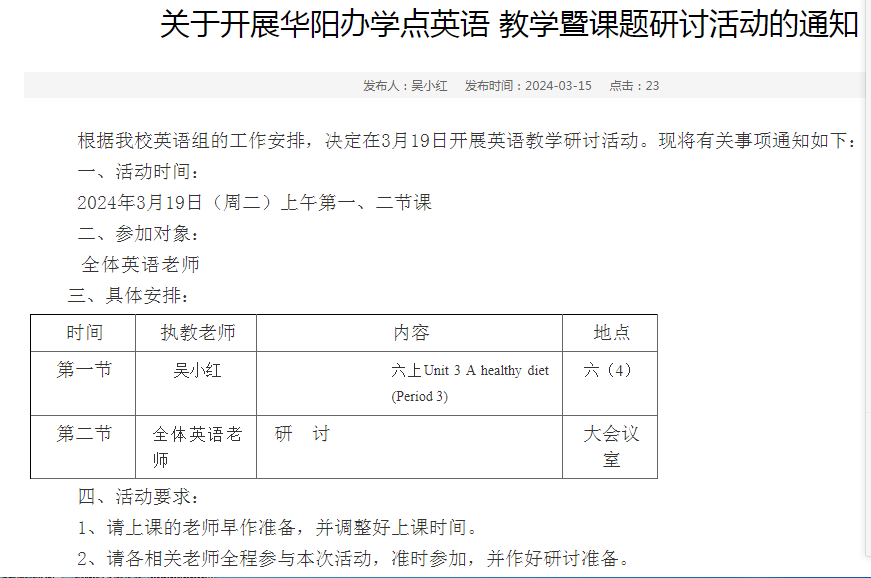 关于开展华阳办学点英语 教学暨课题研讨活动的通知
发布人：吴小红 发布时间：2024-03-15 点击：23
根据我校英语组的工作安排，决定在3月19日开展英语教学研讨活动。现将有关事项通知如下：
一、活动时间：
2024年3月19日（周二）上午第一、二节课
二、参加对象：
全体英语老师
三、具体安排：
时间 执教老师 内容 地点
第一节 吴小红 六上Unit 3 A healthy diet 六（4）
(Period 3)
第二节 全体英语老 研 讨 大会议
师 室
四、活动要求：
1、请上课的老师早作准备，并调整好上课时间。
2、请各相关老师全程参与本次活动，准时参加，并作好研讨准备。